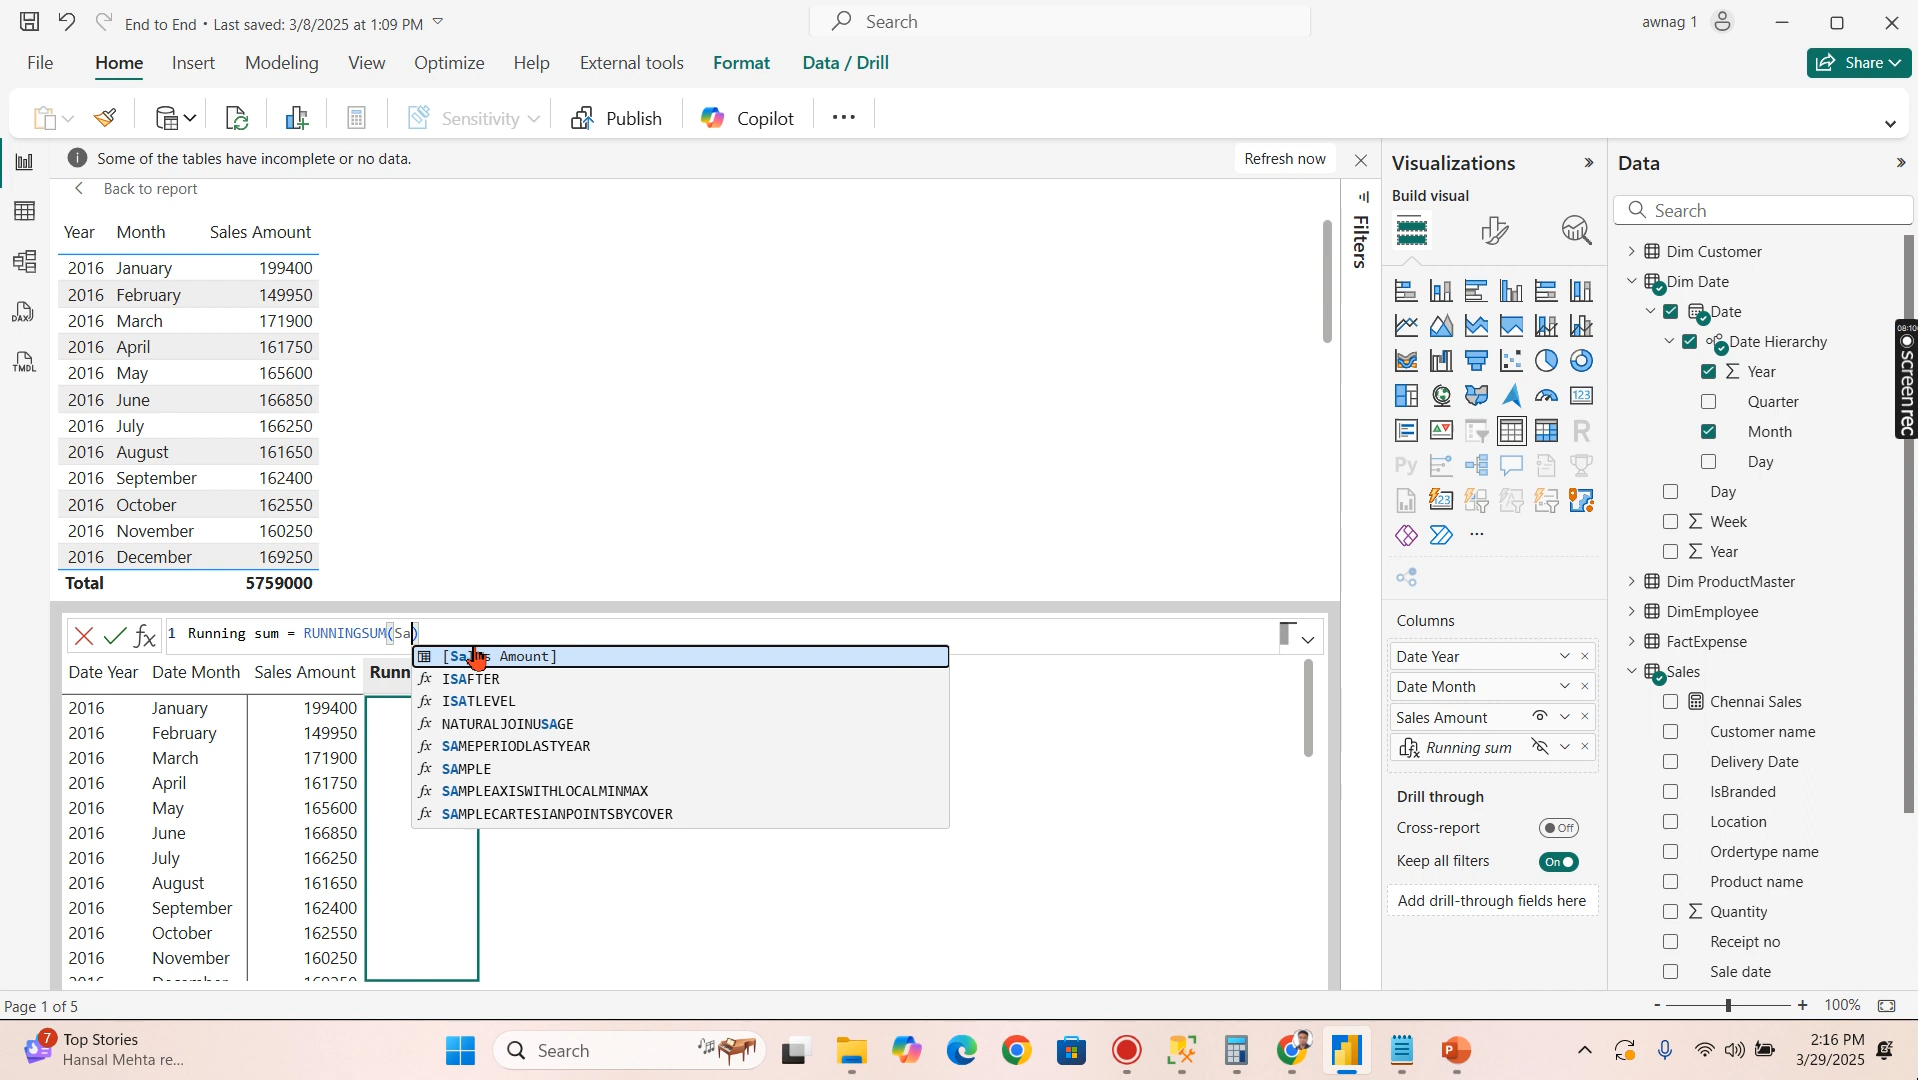 End to End • Last saved: 3/8/2025 at 1:09 PM
Search
awnag 1
File Home Insert Modeling View Optimize Help External tools Format Data / Drill
Share
Sensitivity
Publish
Copilot
Some of the tables have incomplete or no data.
Refresh now
Back to report
Year Month Sales Amount
2016 January 199400
2016 February 149950
2016 March 171900
2016 April 161750
2016 May 165600
2016 June 166850
2016 July 166250
2016 August 161650
2016 September 162400
2016 October 162550
2016 November 160250
2016 December 169250
Total 5759000
1 Running sum = RUNNINGSUM(Sa)
[Sales Amount]
ISAFTER
ISATLEVEL
NATURALJOINUSAGE
SAMEPERIODLASTYEAR
SAMPLE
SAMPLEAXISWITHLOCALMINMAX
SAMPLECARTESIANPOINTSBYCOVER
Date Year Date Month Sales Amount Runn
2016 January 199400
2016 February 149950
2016 March 171900
2016 April 161750
2016 May 165600
2016 June 166850
2016 July 166250
2016 August 161650
2016 September 162400
2016 October 162550
2016 November 160250
Filters
Visualizations
Build visual
Columns
Date Year
Date Month
Sales Amount
Running sum
Drill through
Cross-report Off
Keep all filters On
Add drill-through fields here
Data
Search
Dim Customer
Dim Date
Date
Date Hierarchy
Year
Quarter
Month
Day
Day
Week
Year
Dim ProductMaster
DimEmployee
FactExpense
Sales
Chennai Sales
Customer name
Delivery Date
IsBranded
Location
Ordertype name
Product name
Quantity
Receipt no
Sale date
screen rec
Page 1 of 5
- + 100%
7
Top Stories
Hansal Mehta re...
Search
2:16 PM
3/29/2025